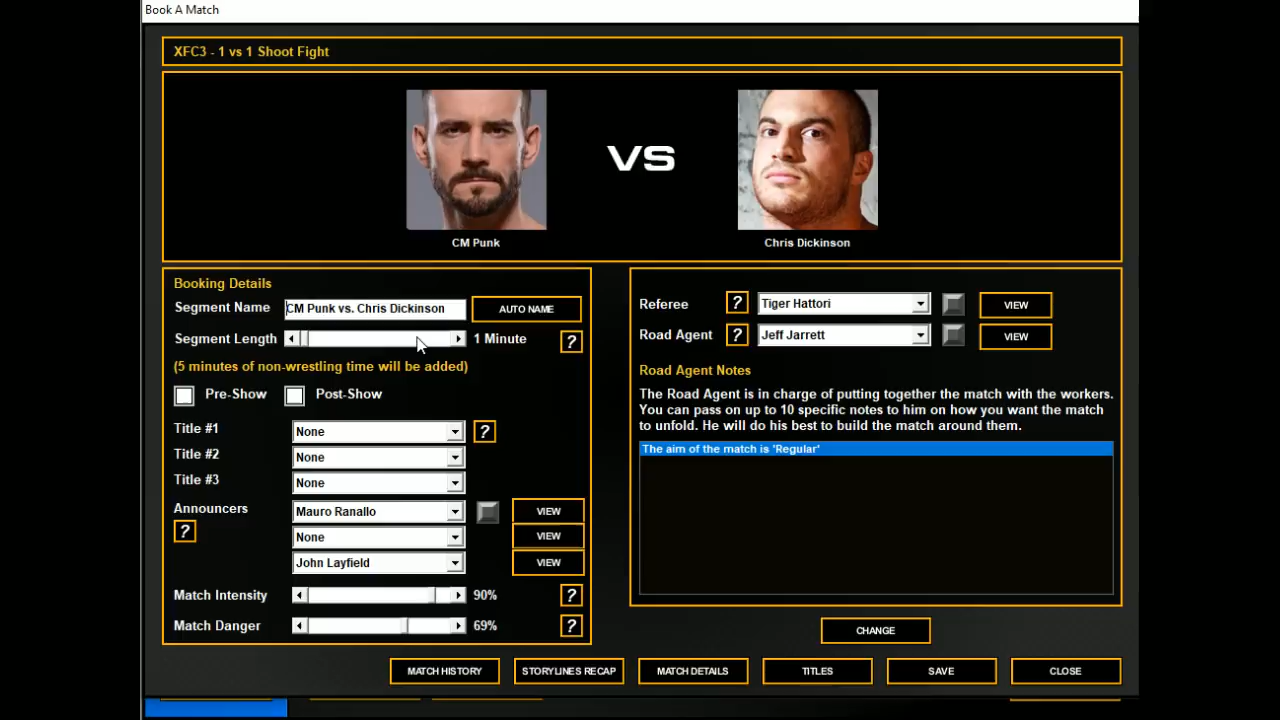 Book A Match
XFC3 - 1 vs 1 Shoot Fight
VS
CM Punk
Chris Dickinson
Booking Details
Segment Name
CM Punk vs. Chris Dickinson
AUTO NAME
Segment Length
1 Minute
?
(5 minutes of non-wrestling time will be added)
Pre-Show
Post-Show
Title #1
None
?
Title #2
None
Title #3
None
Announcers
?
Mauro Ranallo
VIEW
None
VIEW
John Layfield
VIEW
Match Intensity
90%
?
Match Danger
69%
?
Referee
?
Tiger Hattori
VIEW
Road Agent
?
Jeff Jarrett
VIEW
Road Agent Notes
The Road Agent is in charge of putting together the match with the workers.
You can pass on up to 10 specific notes to him on how you want the match
to unfold. He will do his best to build the match around them.
The aim of the match is 'Regular'
CHANGE
MATCH HISTORY
STORYLINES RECAP
MATCH DETAILS
TITLES
SAVE
CLOSE